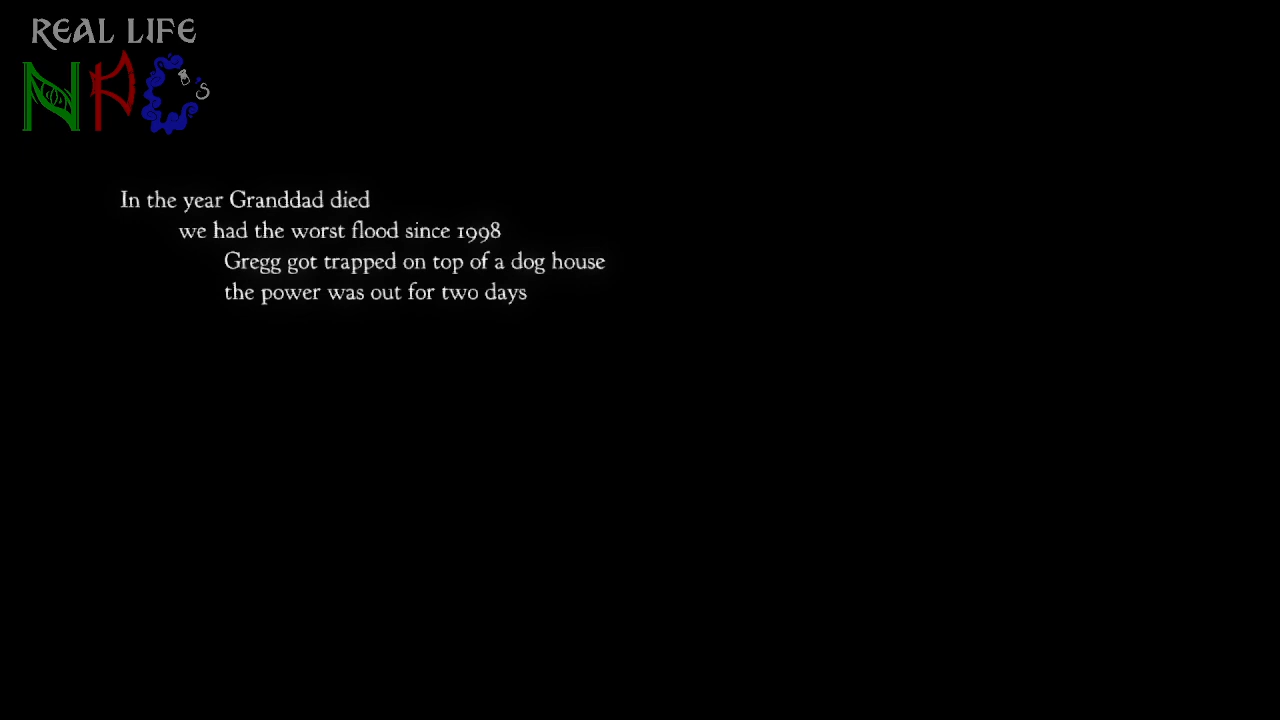 REAL LIFE
NPC's
In the year Granddad died
we had the worst flood since 1998
Gregg got trapped on top of a dog house
the power was out for two days